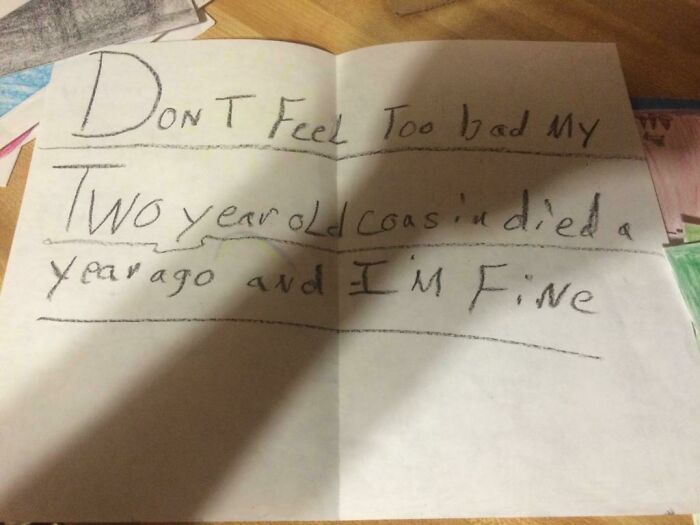 DONT Feel Too bad My
Two year old coasin died a
year ago and I'M FiNe